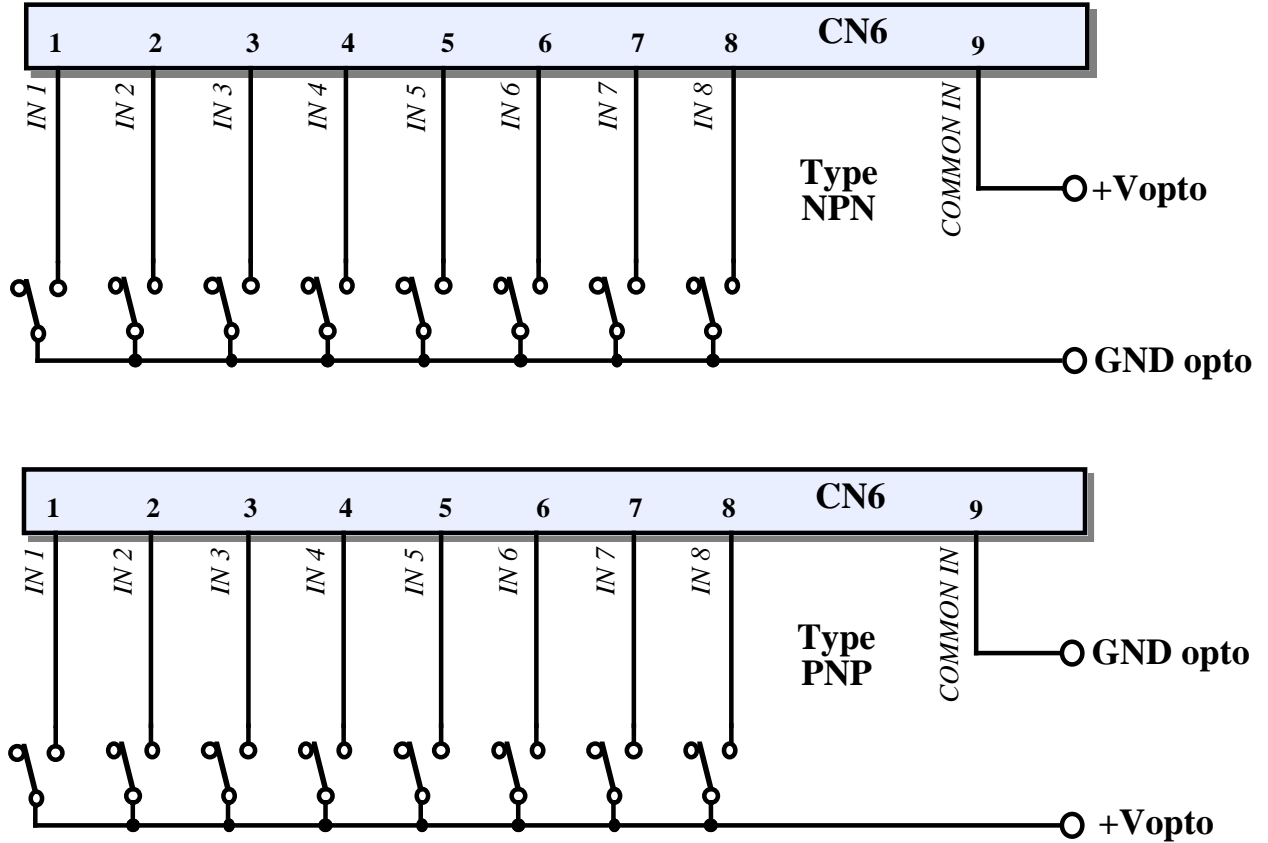 1 2 3 4 5 6 7 8 CN6 9
IN 1 IN 2 IN 3 IN 4 IN 5 IN 6 IN 7 IN 8 COMMON IN
Type
NPN
+Vopto
GND opto
1 2 3 4 5 6 7 8 CN6 9
IN 1 IN 2 IN 3 IN 4 IN 5 IN 6 IN 7 IN 8 COMMON IN
Type
PNP
GND opto
+Vopto